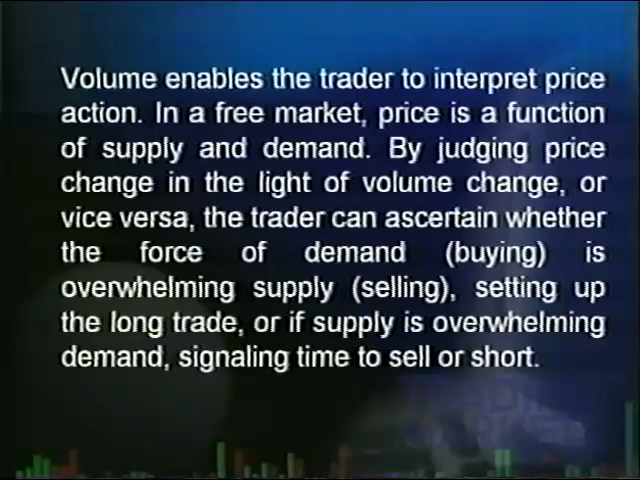 Volume enables the trader to interpret price
action. In a free market, price is a function
of supply and demand. By judging price
change in the light of volume change, or
vice versa, the trader can ascertain whether
the force of demand (buying) is
overwhelming supply (selling), setting up
the long trade, or if supply is overwhelming
demand, signaling time to sell or short.